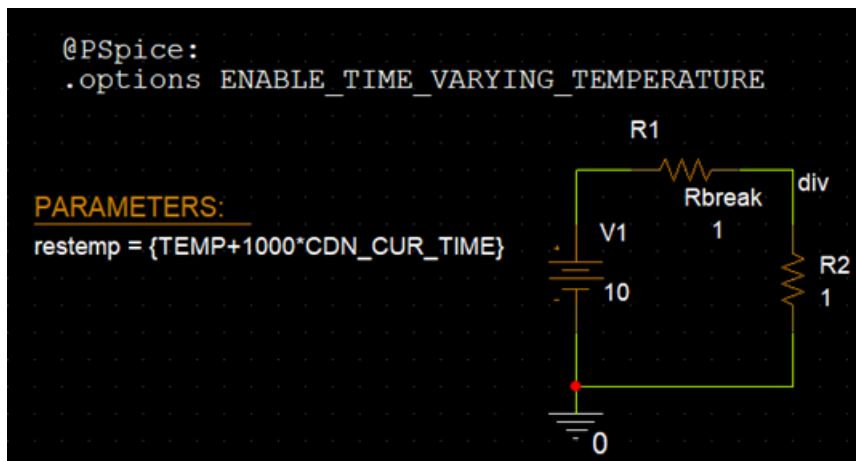 @PSpice:
.options ENABLE_TIME_VARYING_TEMPERATURE
R1
Rbreak
1
div
PARAMETERS:
restemp = {TEMP+1000*CDN_CUR_TIME}
V1
+
-
10
R2
1
0